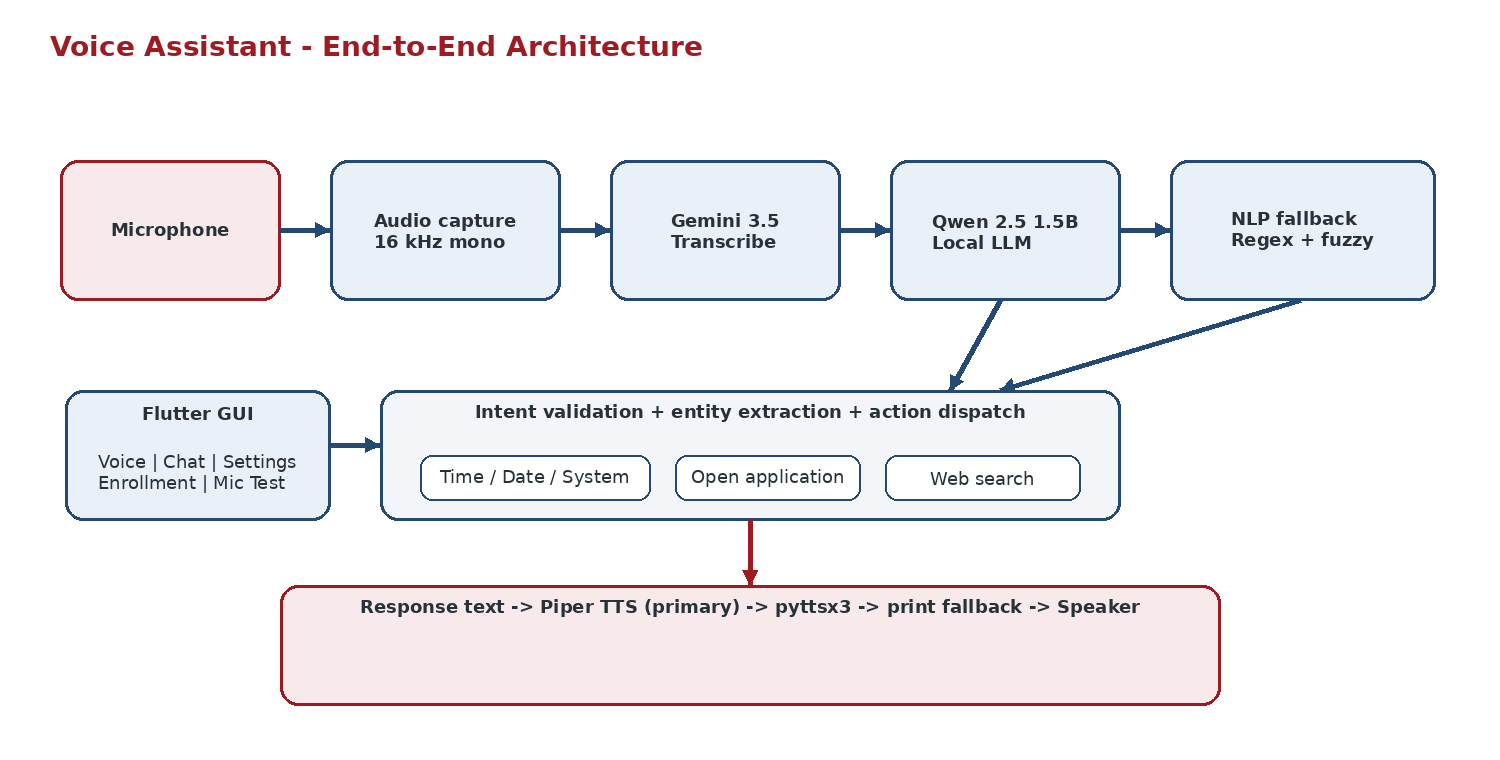 Voice Assistant - End-to-End Architecture
Microphone
Audio capture
16 kHz mono
Gemini 3.5
Transcribe
Qwen 2.5 1.5B
Local LLM
NLP fallback
Regex + fuzzy
Flutter GUI
Voice | Chat | Settings
Enrollment | Mic Test
Intent validation + entity extraction + action dispatch
Time / Date / System
Open application
Web search
Response text -> Piper TTS (primary) -> pyttsx3 -> print fallback -> Speaker